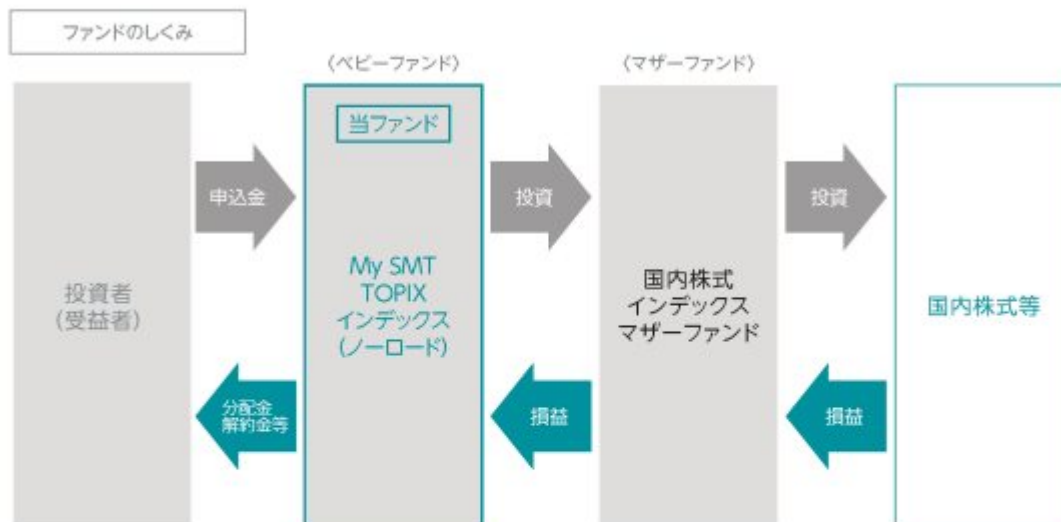 ファンドのしくみ
〈ベビーファンド〉
〈マザーファンド〉
当ファンド
申込金
投資
投資
投資者
(受益者)
My SMT
TOPIX
インデックス
(ノーロード)
国内株式
インデックス
マザーファンド
国内株式等
分配金
解約金等
損益
損益